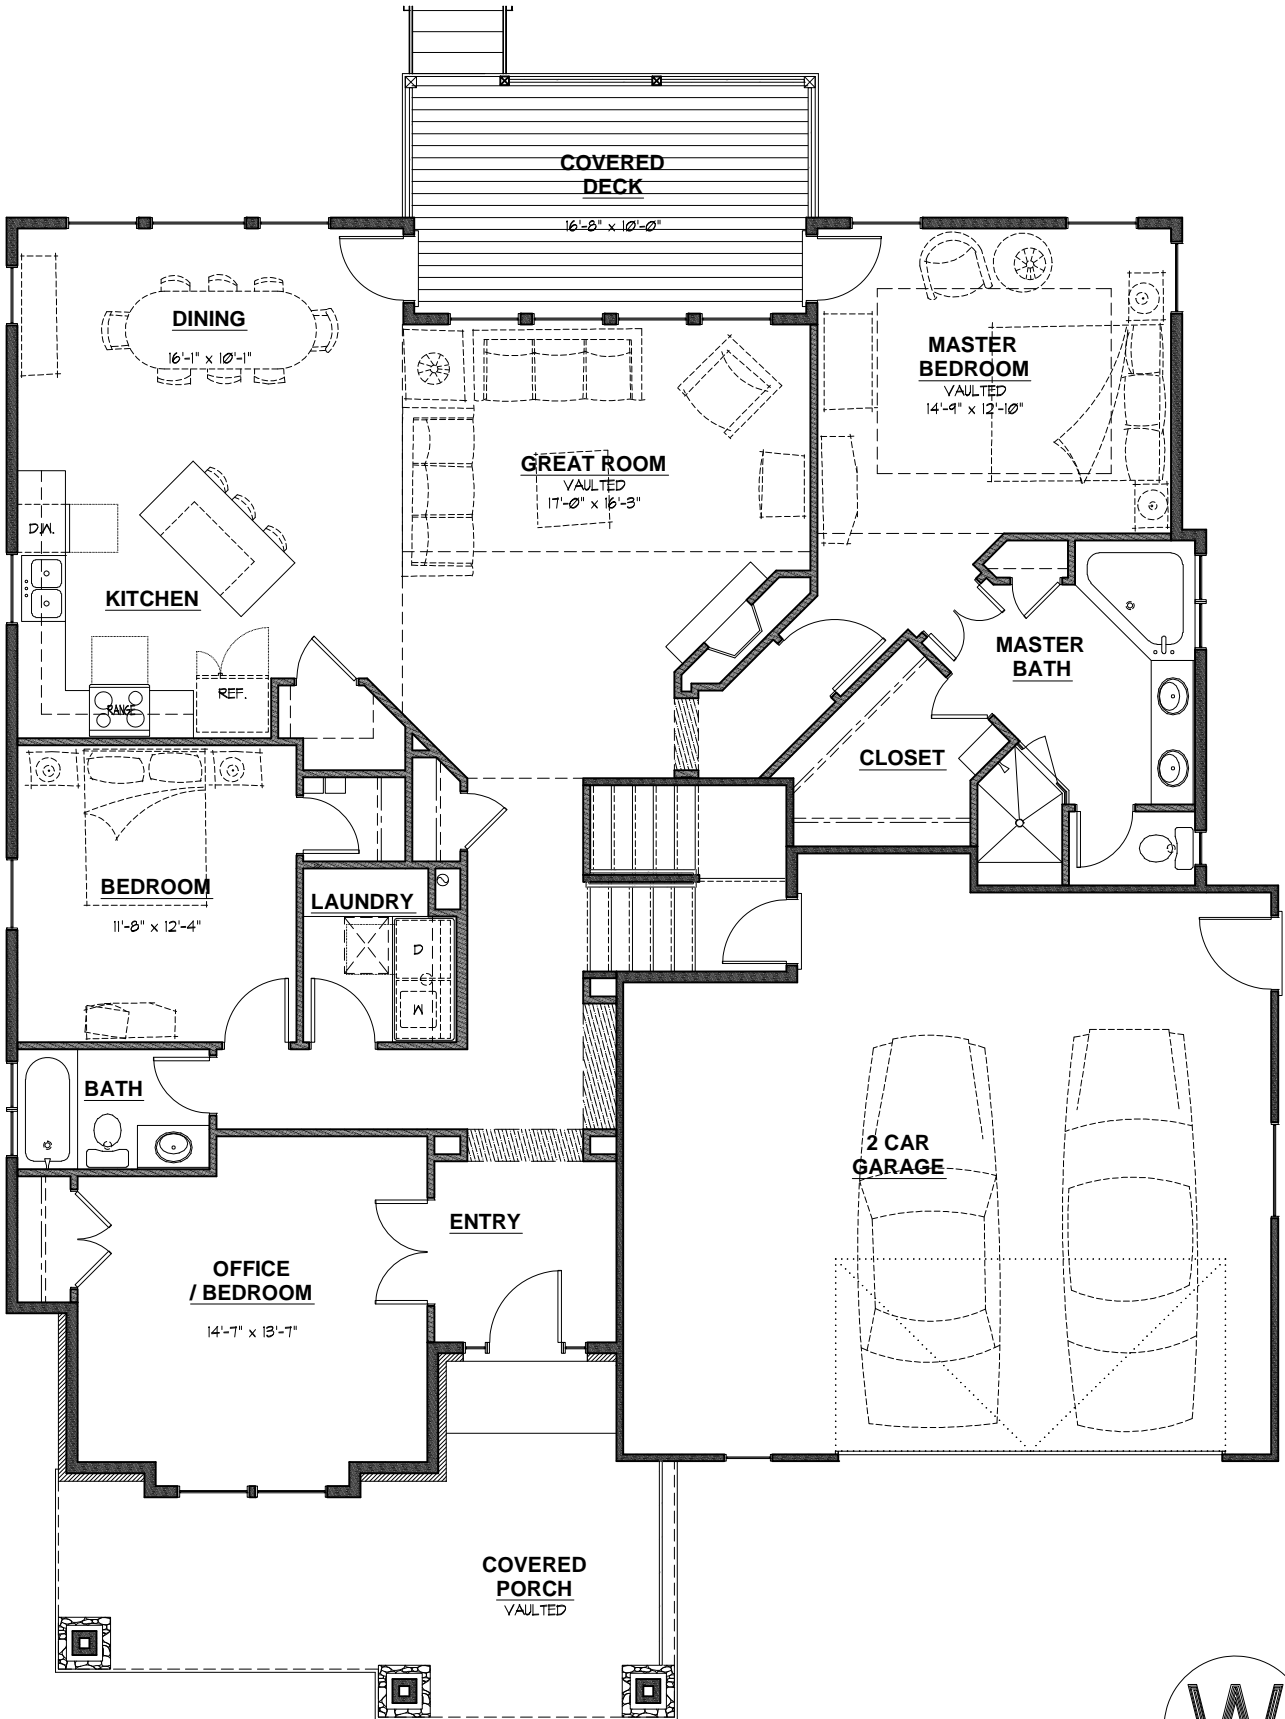 COVERED
DECK
16'-8" x 10'-0"
DINING
16'-1" x 10'-1"
MASTER
BEDROOM
VAULTED
14'-9" x 12'-10"
GREAT ROOM
VAULTED
17'-0" x 16'-3"
D.W.
KITCHEN
MASTER
BATH
REF.
RANGE
CLOSET
BEDROOM
11'-8" x 12'-4"
LAUNDRY
D
W
BATH
2 CAR
GARAGE
ENTRY
OFFICE
/ BEDROOM
14'-7" x 13'-7"
COVERED
PORCH
VAULTED
W